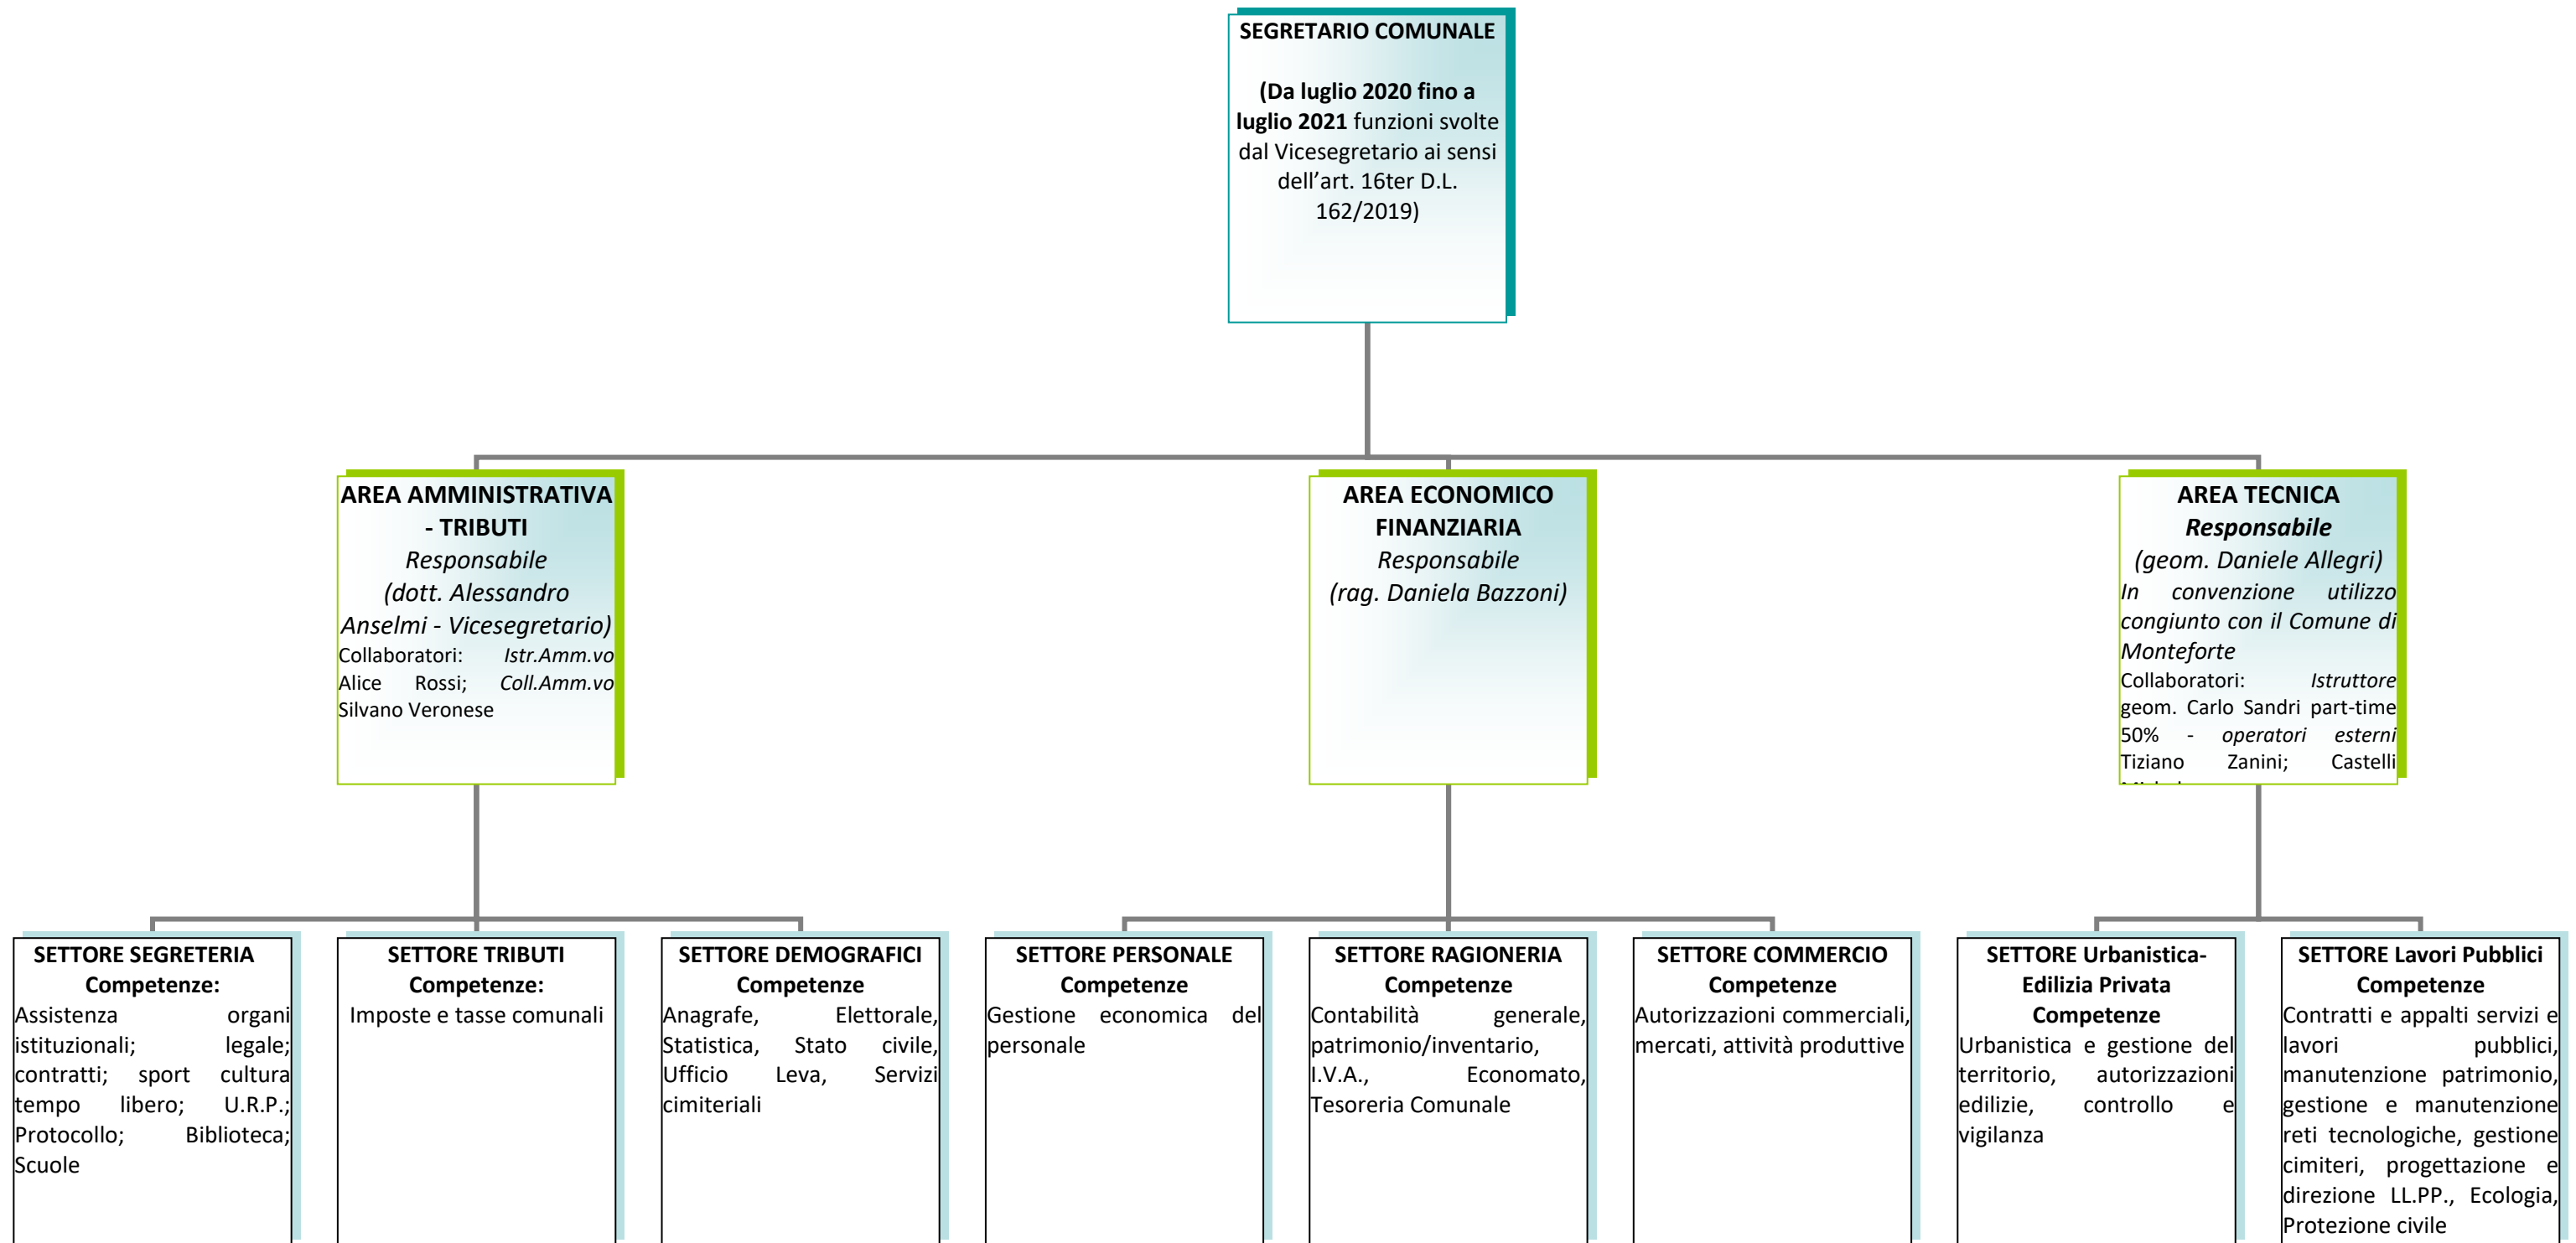 SEGRETARIO COMUNALE
(Da luglio 2020 fino a
luglio 2021 funzioni svolte
dal Vicesegretario ai sensi
dell’art. 16ter D.L.
162/2019)
AREA AMMINISTRATIVA
- TRIBUTI
Responsabile
(dott. Alessandro
Anselmi - Vicesegretario)
Collaboratori: Istr.Amm.vo
Alice Rossi; Coll.Amm.vo
Silvano Veronese
AREA ECONOMICO
FINANZIARIA
Responsabile
(rag. Daniela Bazzoni)
AREA TECNICA
Responsabile
(geom. Daniele Allegri)
In convenzione utilizzo
congiunto con il Comune di
Monteforte
Collaboratori: Istruttore
geom. Carlo Sandri part-time
50% - operatori esterni
Tiziano Zanini; Castelli
SETTORE SEGRETERIA
Competenze:
Assistenza organi
istituzionali; legale;
contratti; sport cultura
tempo libero; U.R.P.;
Protocollo; Biblioteca;
Scuole
SETTORE TRIBUTI
Competenze:
Imposte e tasse comunali
SETTORE DEMOGRAFICI
Competenze
Anagrafe, Elettorale,
Statistica, Stato civile,
Ufficio Leva, Servizi
cimiteriali
SETTORE PERSONALE
Competenze
Gestione economica del
personale
SETTORE RAGIONERIA
Competenze
Contabilità generale,
patrimonio/inventario,
I.V.A., Economato,
Tesoreria Comunale
SETTORE COMMERCIO
Competenze
Autorizzazioni commerciali,
mercati, attività produttive
SETTORE Urbanistica-
Edilizia Privata
Competenze
Urbanistica e gestione del
territorio, autorizzazioni
edilizie, controllo e
vigilanza
SETTORE Lavori Pubblici
Competenze
Contratti e appalti servizi e
lavori pubblici,
manutenzione patrimonio,
gestione e manutenzione
reti tecnologiche, gestione
cimiteri, progettazione e
direzione LL.PP., Ecologia,
Protezione civile